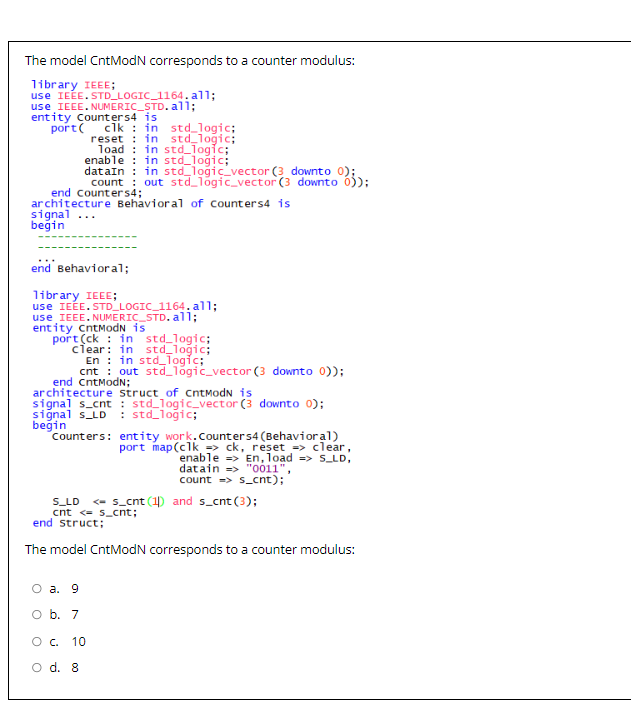 The model CntModN corresponds to a counter modulus:
library IEEE;
use IEEE.STD_LOGIC_1164.all;
use IEEE.NUMERIC_STD.all;
entity Counters4 is
port( clk : in std_logic;
reset : in std_logic;
load : in std_logic;
enable : in std_logic;
dataIn : in std_logic_vector(3 downto 0);
count : out std_logic_vector(3 downto 0));
end Counters4;
architecture Behavioral of Counters4 is
signal ...
begin
---------------
---------------
...
end Behavioral;
library IEEE;
use IEEE.STD_LOGIC_1164.all;
use IEEE.NUMERIC_STD.all;
entity CntModN is
port(ck : in std_logic;
Clear: in std_logic;
En : in std_logic;
cnt : out std_logic_vector(3 downto 0));
end CntModN;
architecture Struct of CntModN is
signal s_cnt : std_logic_vector(3 downto 0);
signal s_LD : std_logic;
begin
Counters: entity work.Counters4(Behavioral)
port map(clk => ck, reset => clear,
enable => En,load => S_LD,
datain => "0011",
count => s_cnt);
S_LD <= s_cnt(1) and s_cnt(3);
cnt <= s_cnt;
end Struct;
The model CntModN corresponds to a counter modulus:
a. 9
b. 7
c. 10
d. 8